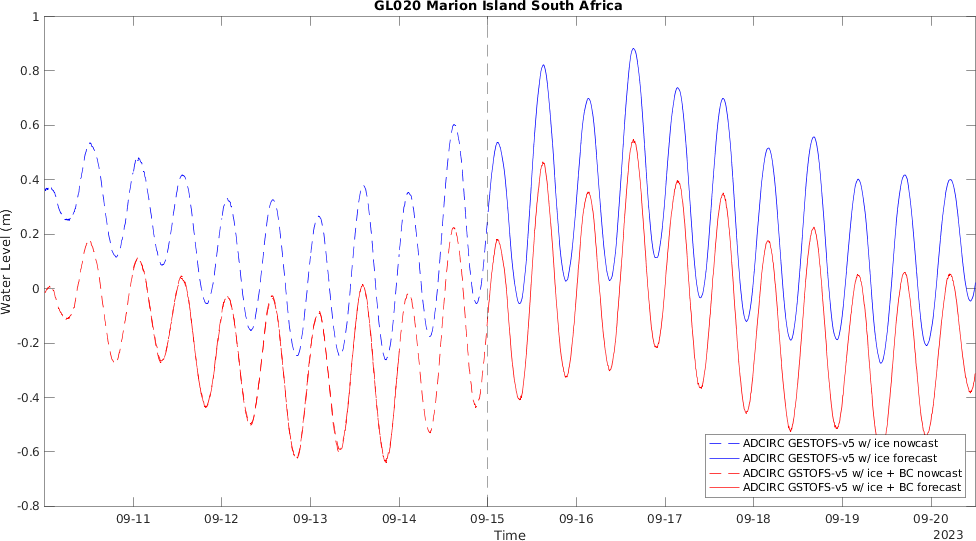 GL020 Marion Island South Africa
1
0.8
0.6
0.4
0.2
0
-0.2
-0.4
-0.6
-0.8
Water Level (m)
ADCIRC GESTOFS-v5 w/ ice nowcast
ADCIRC GESTOFS-v5 w/ ice forecast
ADCIRC GSTOFS-v5 w/ ice + BC nowcast
ADCIRC GSTOFS-v5 w/ ice + BC forecast
09-11 09-12 09-13 09-14 09-15 09-16 09-17 09-18 09-19 09-20
Time
2023